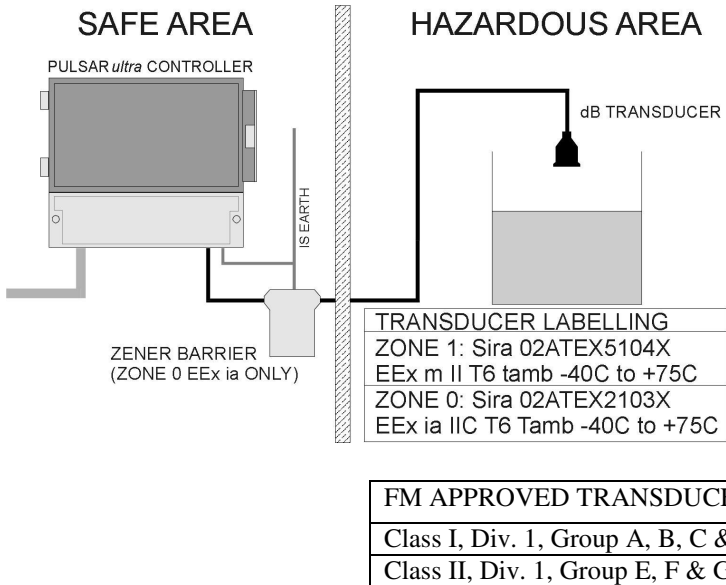 SAFE AREA
HAZARDOUS AREA
PULSAR ultra CONTROLLER
dB TRANSDUCER
IS EARTH
ZENER BARRIER
(ZONE 0 EEx ia ONLY)
TRANSDUCER LABELLING
ZONE 1: Sira 02ATEX5104X
EEx m II T6 tamb -40C to +75C
ZONE 0: Sira 02ATEX2103X
EEx ia IIC T6 Tamb -40C to +75C
FM APPROVED
Class I, Div. 1, Group A, B, C &
Class II, Div. 1, Group E, F &